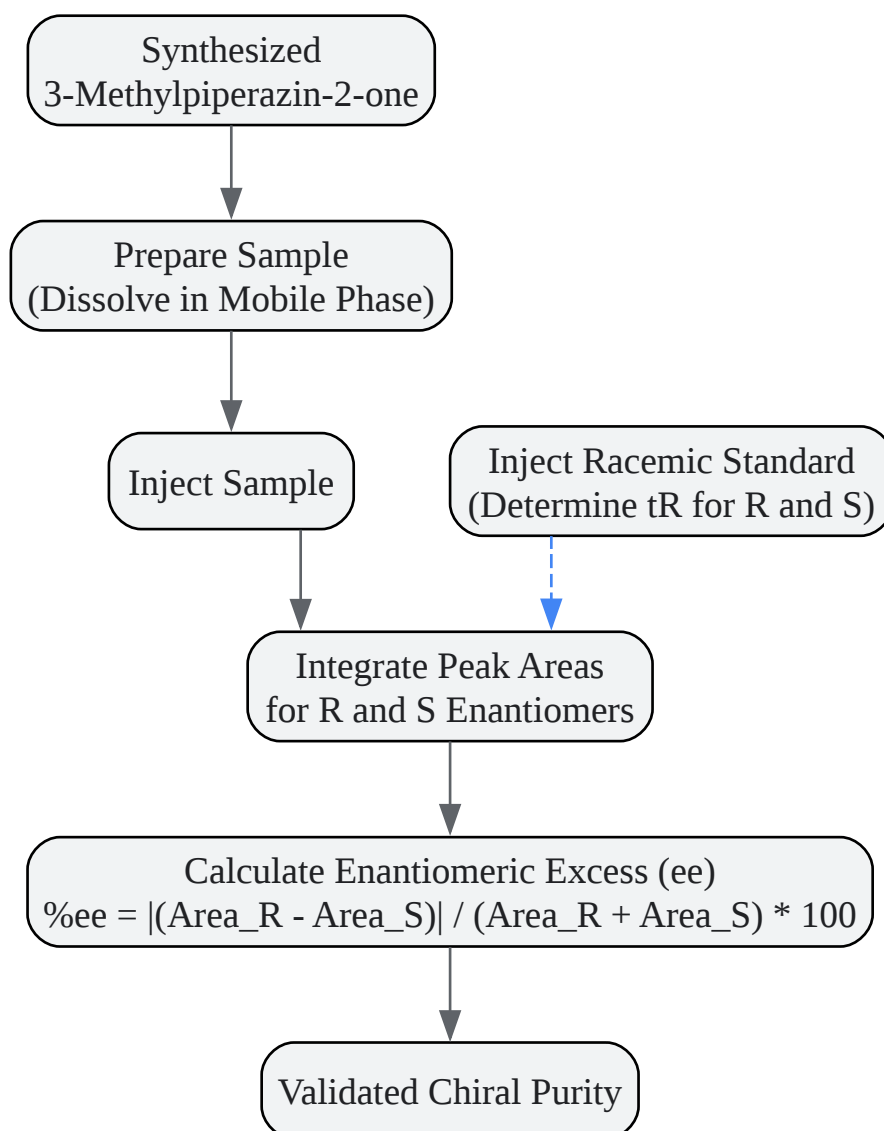 Synthesized
3-Methylpiperazin-2-one
Prepare Sample
(Dissolve in Mobile Phase)
Inject Sample
Inject Racemic Standard
(Determine tR for R and S)
Integrate Peak Areas
for R and S Enantiomers
Calculate Enantiomeric Excess (ee)
%ee = |(Area_R - Area_S)| / (Area_R + Area_S) * 100
Validated Chiral Purity